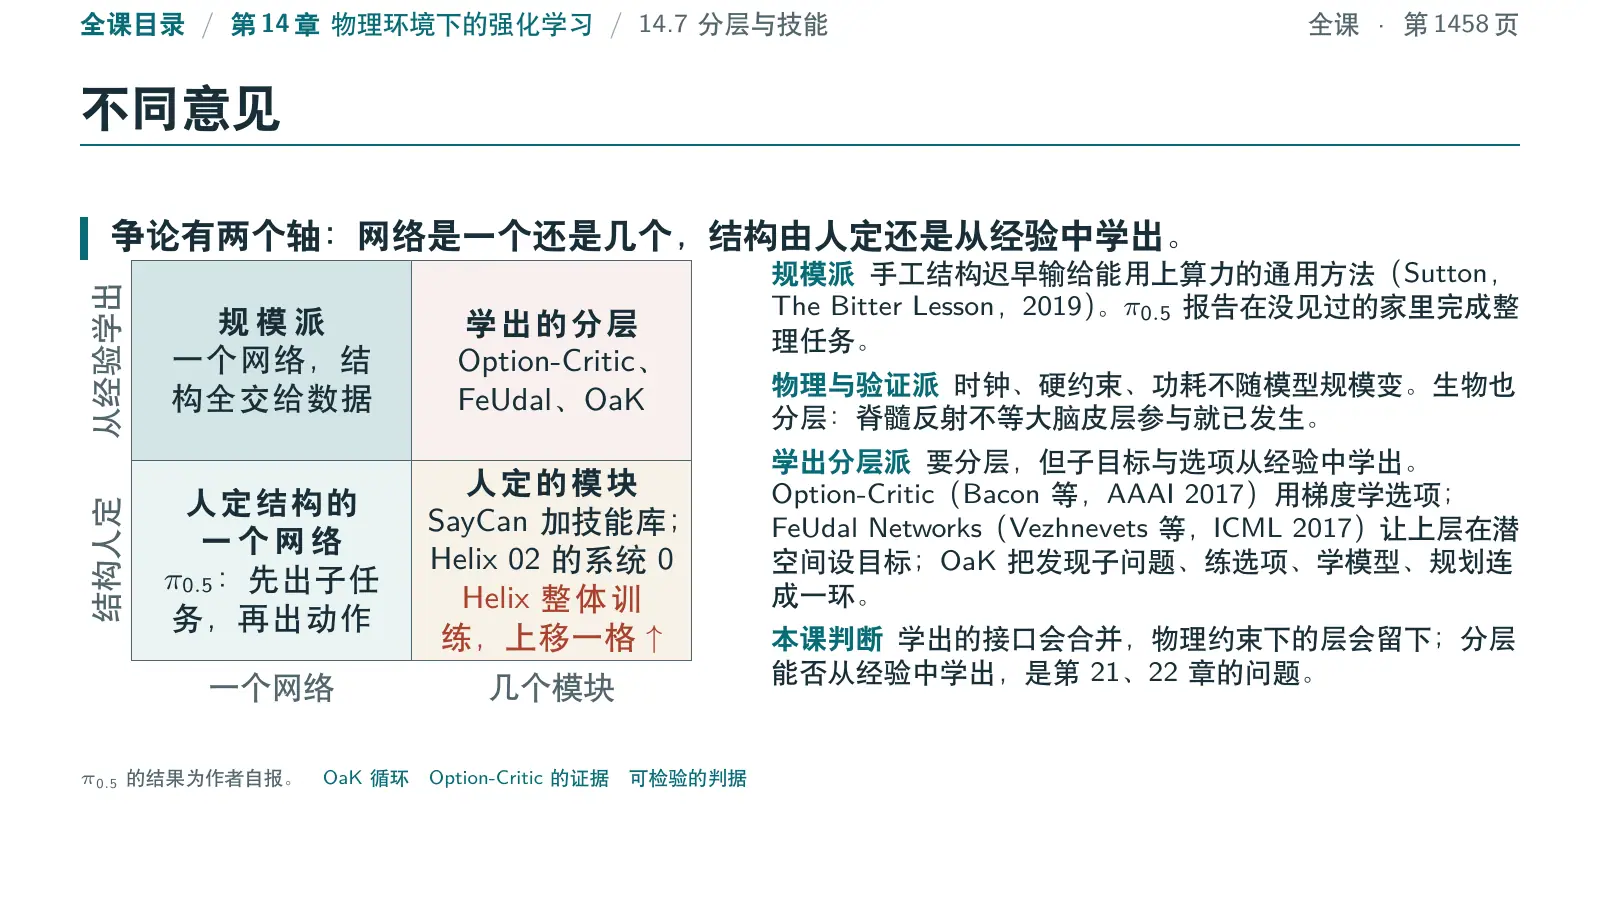 全课目录 / 第 14 章 物理环境下的强化学习 / 14.7 分层与技能
全课 · 第 1458 页
不同意见
争论有两个轴：网络是一个还是几个，结构由人定还是从经验中学出。
从经验学出
结构人定
规模派
一个网络，结
构全交给数据
学出的分层
Option-Critic、
FeUdal、OaK
人定结构的
一个网络
π0.5：先出子任
务，再出动作
人定的模块
SayCan 加技能库；
Helix 02 的系统 0
Helix 整体训
练，上移一格↑
一个网络
几个模块
规模派 手工结构迟早输给能用上算力的通用方法（Sutton，
The Bitter Lesson，2019）。π0.5 报告在没见过的家里完成整
理任务。
物理与验证派 时钟、硬约束、功耗不随模型规模变。生物也
分层：脊髓反射不等大脑皮层参与就已发生。
学出分层派 要分层，但子目标与选项从经验中学出。
Option-Critic（Bacon 等，AAAI 2017）用梯度学选项；
FeUdal Networks（Vezhnevets 等，ICML 2017）让上层在潜
空间设目标；OaK 把发现子问题、练选项、学模型、规划连
成一环。
本课判断 学出的接口会合并，物理约束下的层会留下；分层
能否从经验中学出，是第 21、22 章的问题。
π0.5 的结果为作者自报。 OaK 循环 Option-Critic 的证据 可检验的判据